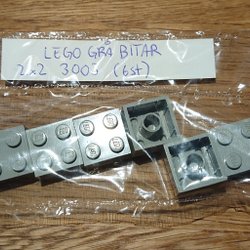 LEGO GRÅ BITAR
2x2 3003 (6st)